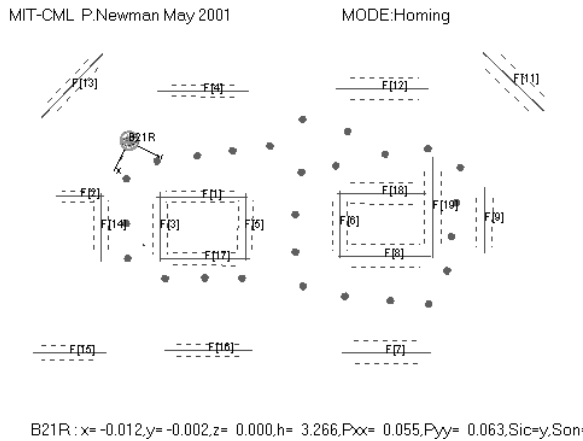 MIT-CML P.Newman May 2001 MODE:Homing
F[13]
F[4]
F[12]
F[11]
B21R
x y
F[2]
F[1]
F[18]
F[19]
F[14]
F[3]
F[5]
F[6]
F[9]
F[17]
F[8]
F[15]
F[16]
F[7]
B21R : x= -0.012,y= -0.002,z= 0.000,h= 3.266,Pxx= 0.055,Pyy= 0.063,Sic=y,Son